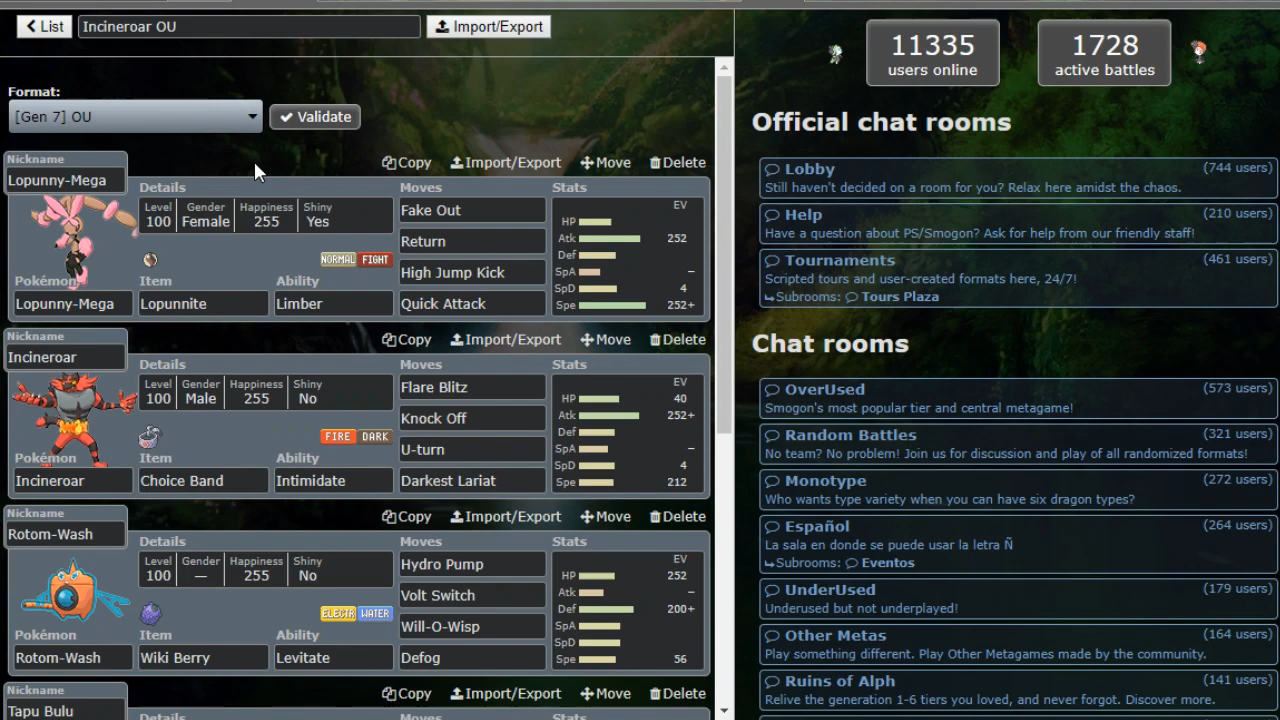 List
Incineroar OU
Import/Export
Format:
[Gen 7] OU
Validate
Nickname
Lopunny-Mega
Copy Import/Export Move Delete
Details
Level Gender Happiness Shiny
100 Female 255 Yes
NORMAL FIGHT
Pokémon
Lopunny-Mega
Item
Lopunnite
Ability
Limber
Moves
Fake Out
Return
High Jump Kick
Quick Attack
Stats
EV
HP
Atk 252
Def
SpA –
SpD 4
Spe 252+
Nickname
Incineroar
Copy Import/Export Move Delete
Details
Level Gender Happiness Shiny
100 Male 255 No
FIRE DARK
Pokémon
Incineroar
Item
Choice Band
Ability
Intimidate
Moves
Flare Blitz
Knock Off
U-turn
Darkest Lariat
Stats
EV
HP 40
Atk 252+
Def
SpA –
SpD 4
Spe 212
Nickname
Rotom-Wash
Copy Import/Export Move Delete
Details
Level Gender Happiness Shiny
100 — 255 No
ELECTR WATER
Pokémon
Rotom-Wash
Item
Wiki Berry
Ability
Levitate
Moves
Hydro Pump
Volt Switch
Will-O-Wisp
Defog
Stats
EV
HP 252
Atk –
Def 200+
SpA
SpD
Spe 56
Nickname
Tapu Bulu
Copy Import/Export Move Delete
Details
Moves
Stats
11335
users online
1728
active battles
Official chat rooms
Lobby (744 users)
Still haven't decided on a room for you? Relax here amidst the chaos.
Help (210 users)
Have a question about PS/Smogon? Ask for help from our friendly staff!
Tournaments (461 users)
Scripted tours and user-created formats here, 24/7!
↳Subrooms: Tours Plaza
Chat rooms
OverUsed (573 users)
Smogon's most popular tier and central metagame!
Random Battles (321 users)
No team? No problem! Join us for discussion and play of all randomized formats!
Monotype (272 users)
Who wants type variety when you can have six dragon types?
Español (264 users)
La sala en donde se puede usar la letra Ñ
↳Subrooms: Eventos
UnderUsed (179 users)
Underused but not underplayed!
Other Metas (164 users)
Play something different. Play Other Metagames made by the community.
Ruins of Alph (141 users)
Relive the generation 1-6 tiers you loved, and never forgot. Discover more.